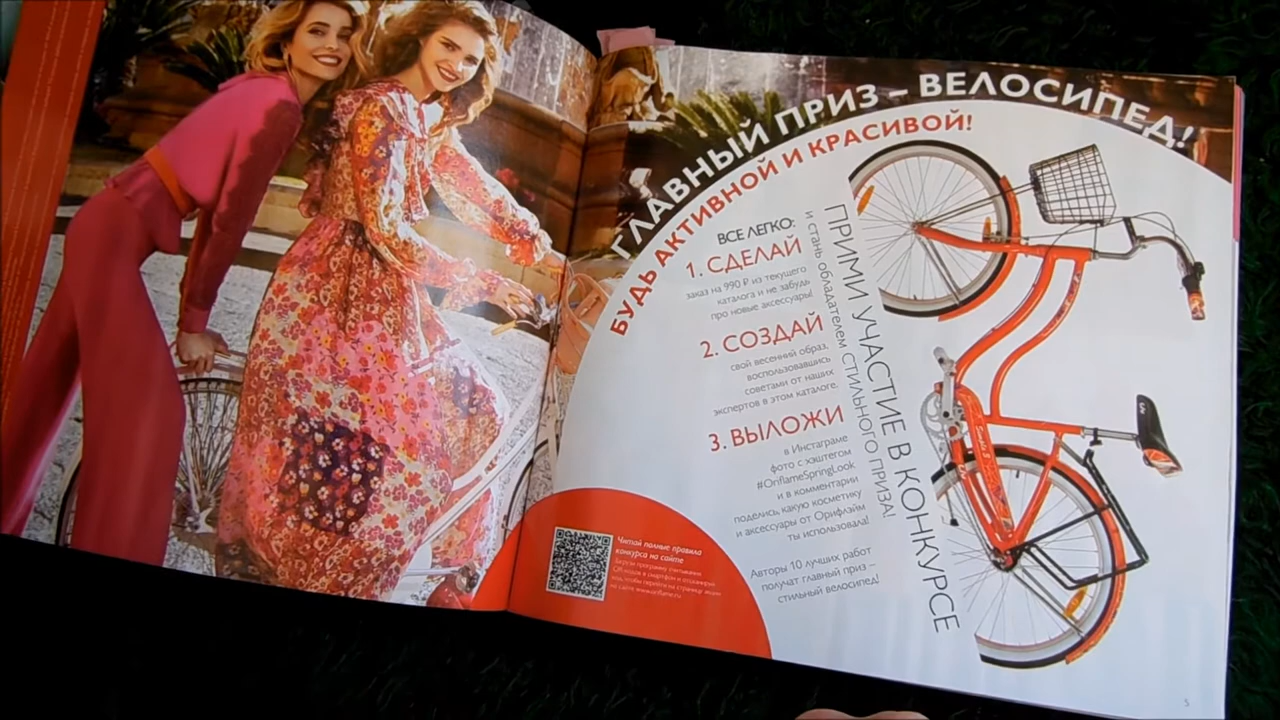 ГЛАВНЫЙ ПРИЗ – ВЕЛОСИПЕД!
БУДЬ АКТИВНОЙ И КРАСИВОЙ!
ВСЕ ЛЕГКО:
1. СДЕЛАЙ
заказ на 990 ₽ из текущего
каталога и не забудь
про новые аксессуары!
2. СОЗДАЙ
свой весенний образ,
воспользовавшись
советами от наших
экспертов в этом каталоге.
3. ВЫЛОЖИ
в Инстаграме
фото с хэштегом
#OriflameSpringLook
и в комментарии
поделись, какую косметику
и аксессуары от Орифлэйм
ты использовала!
Авторы 10 лучших работ
получат главный приз –
стильный велосипед!
ПРИМИ УЧАСТИЕ В КОНКУРСЕ
и стань обладателем СТИЛЬНОГО ПРИЗА!
Читай полные правила
конкурса на сайте
5